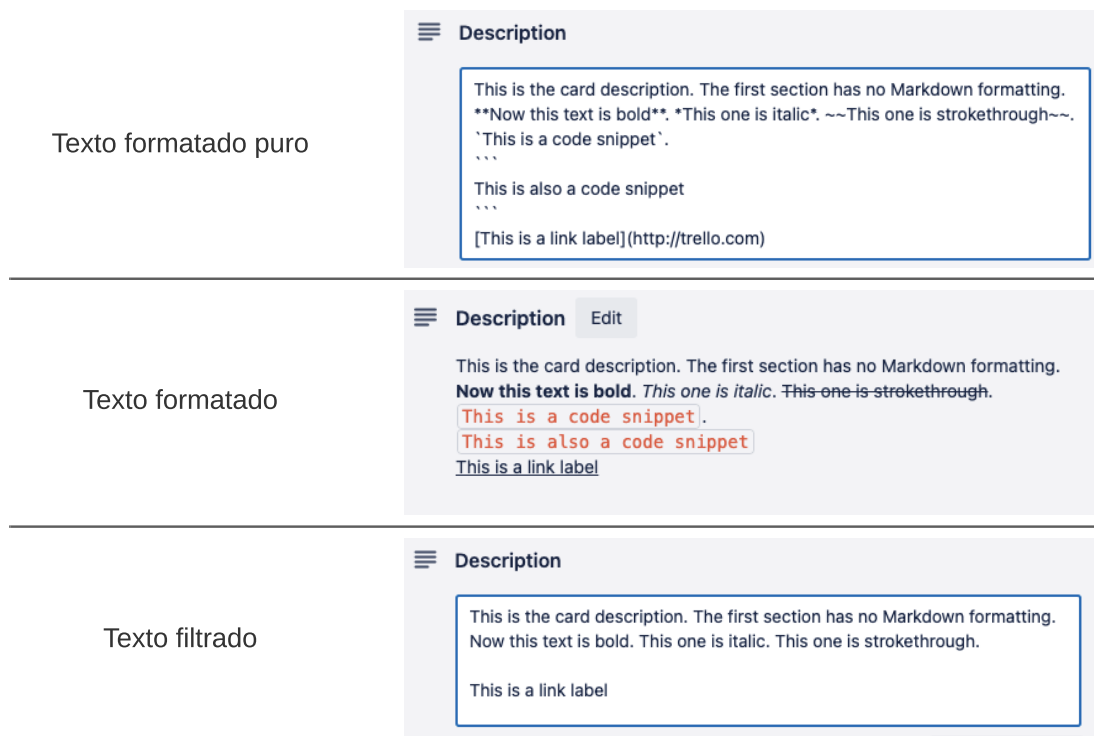 Texto formatado puro
Description
This is the card description. The first section has no Markdown formatting.
**Now this text is bold**. *This one is italic*. ~~This one is strokethrough~~.
`This is a code snippet`.
```
This is also a code snippet
```
[This is a link label](http://trello.com)
Texto formatado
Description Edit
This is the card description. The first section has no Markdown formatting.
Now this text is bold. This one is italic. This one is strokethrough.
This is a code snippet.
This is also a code snippet
This is a link label
Texto filtrado
Description
This is the card description. The first section has no Markdown formatting.
Now this text is bold. This one is italic. This one is strokethrough.
This is a link label